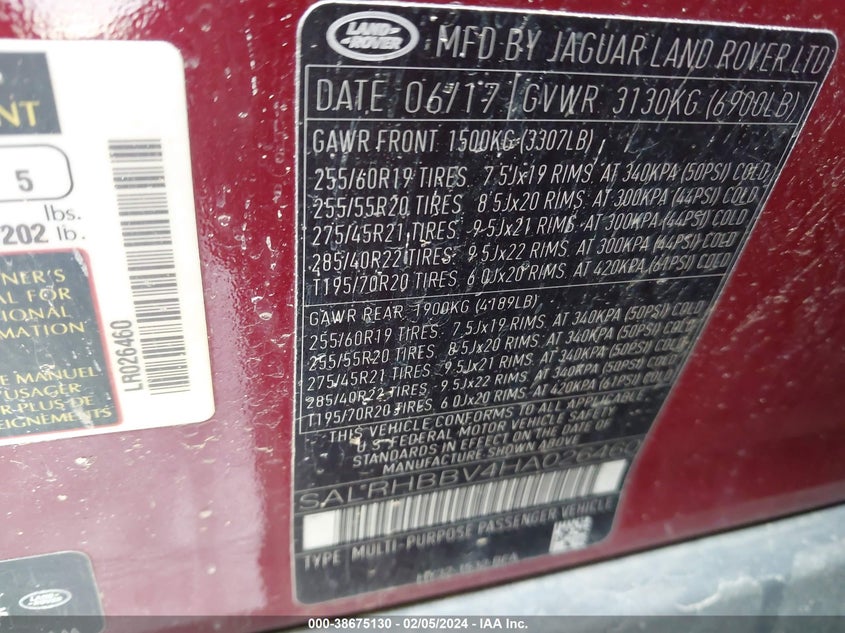 NT
5
lbs.
202 lb.
NER'S
AL FOR
TIONAL
MATION
E MANUEL
USAGER
R PLUS DE
EIGNEMENTS
LR026460
LAND
ROVER
MFD BY JAGUAR LAND ROVER LTD
DATE 06/17 GVWR 3130KG (6900LB)
GAWR FRONT 1500KG (3307LB)
255/60R19 TIRES 7.5Jx19 RIMS AT 340KPA (50PSI) COLD
255/55R20 TIRES 8.5Jx20 RIMS AT 300KPA (44PSI) COLD
275/45R21 TIRES 9.5Jx21 RIMS AT 300KPA (44PSI) COLD
285/40R22 TIRES 9.5Jx22 RIMS AT 300KPA (44PSI) COLD
T195/70R20 TIRES 6.0Jx20 RIMS AT 420KPA (61PSI) COLD
GAWR REAR 1900KG (4189LB)
255/60R19 TIRES 7.5Jx19 RIMS AT 340KPA (50PSI) COLD
255/55R20 TIRES 8.5Jx20 RIMS AT 340KPA (50PSI) COLD
275/45R21 TIRES 9.5Jx21 RIMS AT 340KPA (50PSI) COLD
285/40R22 TIRES 9.5Jx22 RIMS AT 340KPA (50PSI) COLD
T195/70R20 TIRES 6.0Jx20 RIMS AT 420KPA (61PSI) COLD
THIS VEHICLE CONFORMS TO ALL APPLICABLE
U S FEDERAL MOTOR VEHICLE SAFETY
STANDARDS IN EFFECT ON THE DATE OF
MANUFACTURE SHOWN ABOVE
SALRHBBV4HA026460
TYPE MULTI-PURPOSE PASSENGER VEHICLE
LAND
ROVER
000-38675130 - 02/05/2024 - IAA Inc.